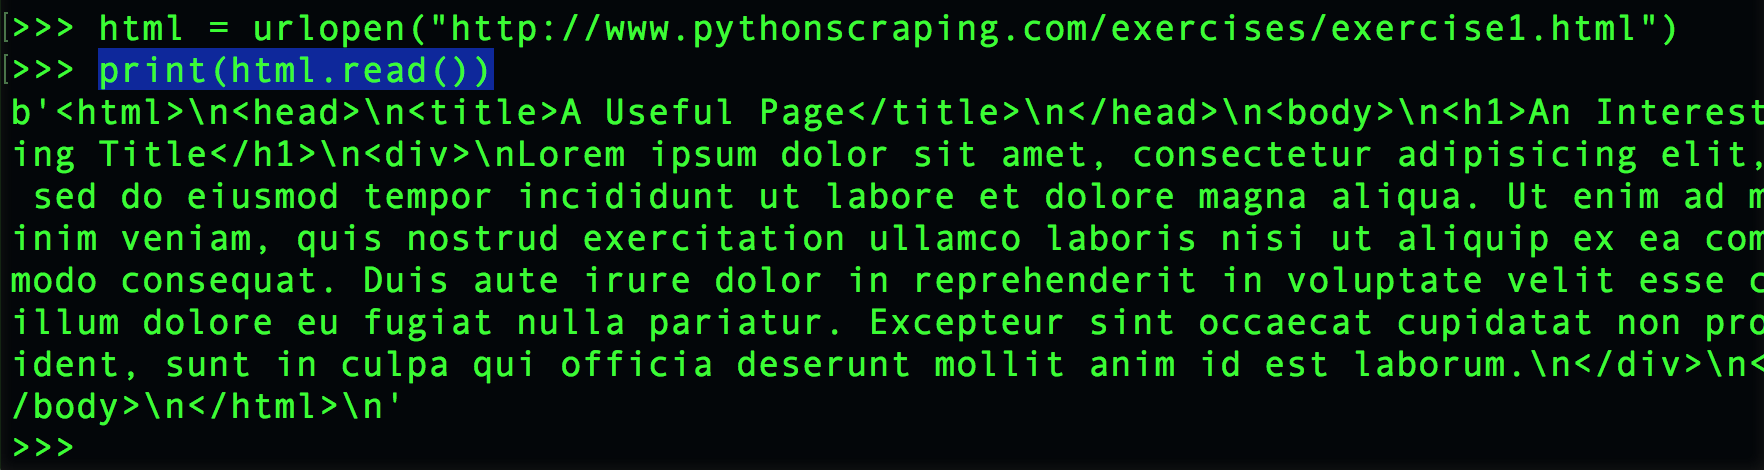 >>> html = urlopen("http://www.pythonscraping.com/exercises/exercise1.html")
>>> print(html.read())
b'<html>\n<head>\n<title>A Useful Page</title>\n</head>\n<body>\n<h1>An Interest
ing Title</h1>\n<div>\nLorem ipsum dolor sit amet, consectetur adipisicing elit,
 sed do eiusmod tempor incididunt ut labore et dolore magna aliqua. Ut enim ad m
inim veniam, quis nostrud exercitation ullamco laboris nisi ut aliquip ex ea com
modo consequat. Duis aute irure dolor in reprehenderit in voluptate velit esse c
illum dolore eu fugiat nulla pariatur. Excepteur sint occaecat cupidatat non pro
ident, sunt in culpa qui officia deserunt mollit anim id est laborum.\n</div>\n<
/body>\n</html>\n'
>>>